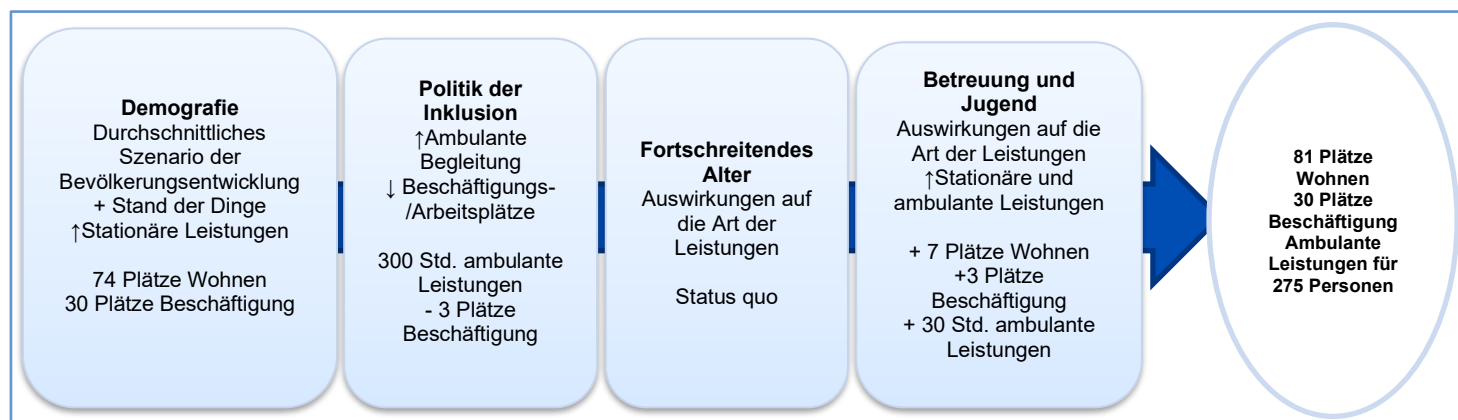 Demografie
Durchschnittliches
Szenario der
Bevölkerungsentwicklung
+ Stand der Dinge
↑Stationäre Leistungen
74 Plätze Wohnen
30 Plätze Beschäftigung
Politik der
Inklusion
↑Ambulante
Begleitung
↓ Beschäftigungs-
/Arbeitsplätze
300 Std. ambulante
Leistungen
- 3 Plätze
Beschäftigung
Fortschreitendes
Alter
Auswirkungen auf
die Art der
Leistungen
Status quo
Betreuung und
Jugend
Auswirkungen auf die
Art der Leistungen
↑Stationäre und
ambulante Leistungen
+ 7 Plätze Wohnen
+3 Plätze
Beschäftigung
+ 30 Std. ambulante
Leistungen
81 Plätze
Wohnen
30 Plätze
Beschäftigung
Ambulante
Leistungen für
275 Personen